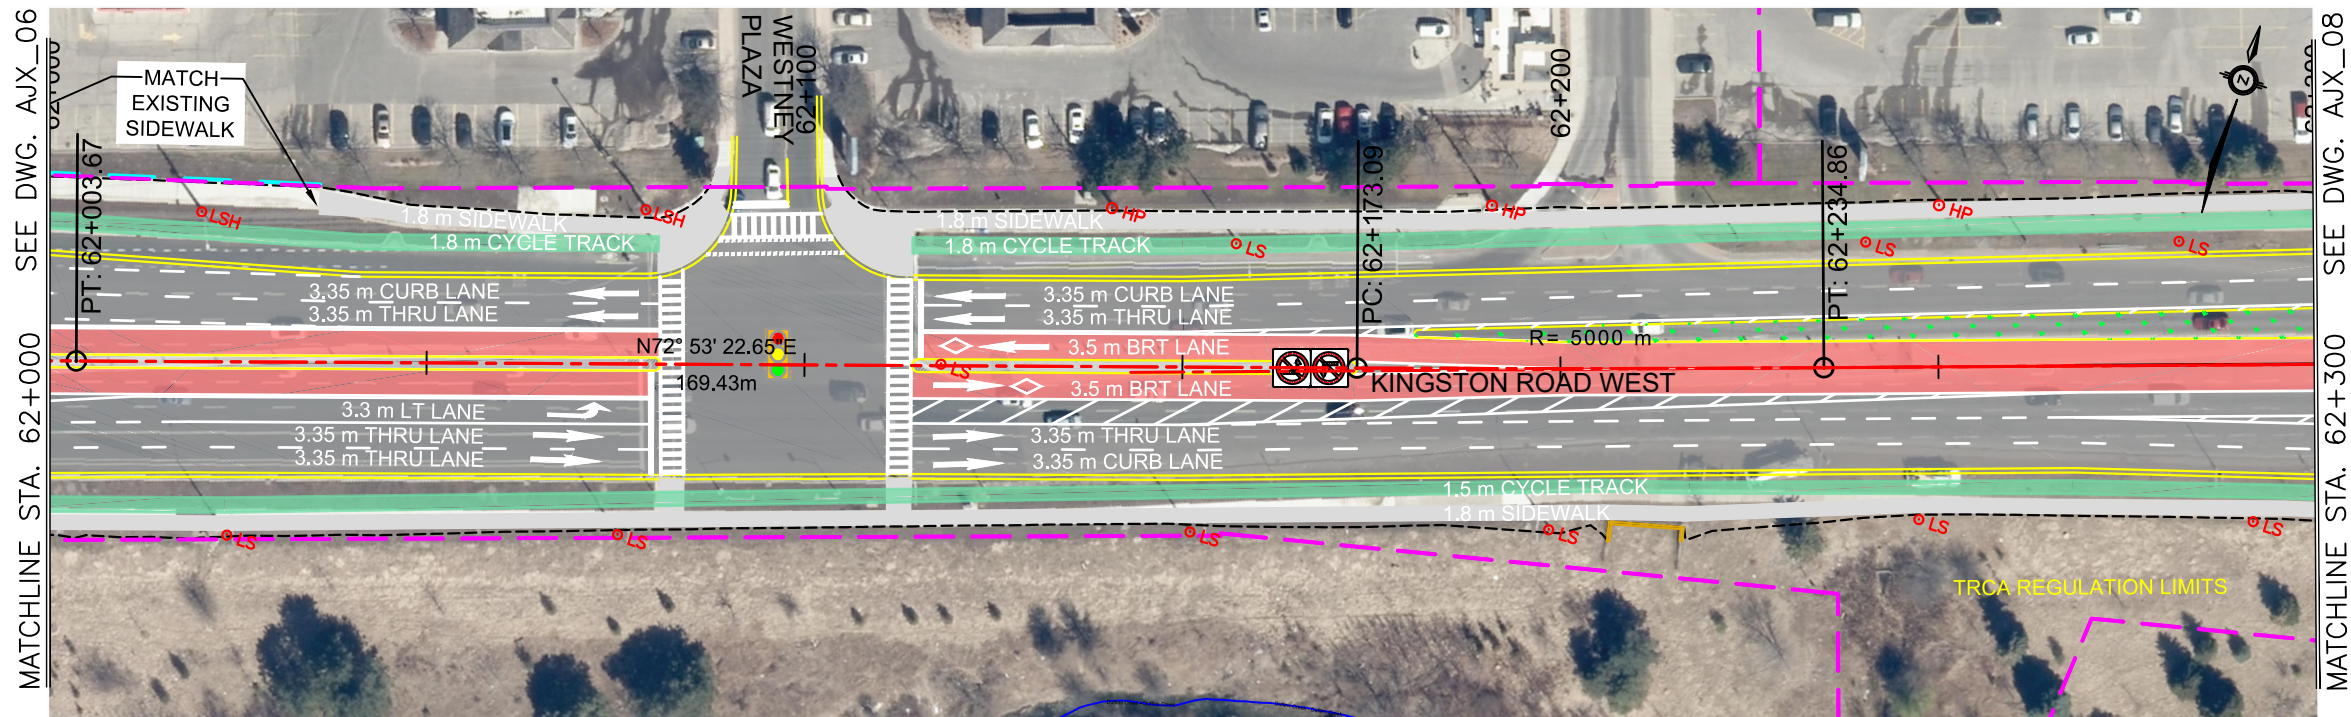 SEE DWG. AJX_06
MATCHLINE STA. 62+000
MATCH
EXISTING
SIDEWALK
PT: 62+003.67
WESTNEY
PLAZA
62+100
62+200
PC: 62+173.09
PT: 62+234.86
SEE DWG. AJX_08
MATCHLINE STA. 62+300
LSH
LSH
HP
HP
HP
1.8 m SIDEWALK
1.8 m CYCLE TRACK
1.8 m SIDEWALK
1.8 m CYCLE TRACK
LS
LS
LS
3.35 m CURB LANE
3.35 m THRU LANE
3.35 m CURB LANE
3.35 m THRU LANE
N72° 53' 22.65"E
169.43m
3.5 m BRT LANE
LS
3.5 m BRT LANE
R= 5000 m
KINGSTON ROAD WEST
3.3 m LT LANE
3.35 m THRU LANE
3.35 m THRU LANE
3.35 m THRU LANE
3.35 m CURB LANE
1.5 m CYCLE TRACK
1.8 m SIDEWALK
LS
LS
LS
LS
LS
LS
TRCA REGULATION LIMITS
N